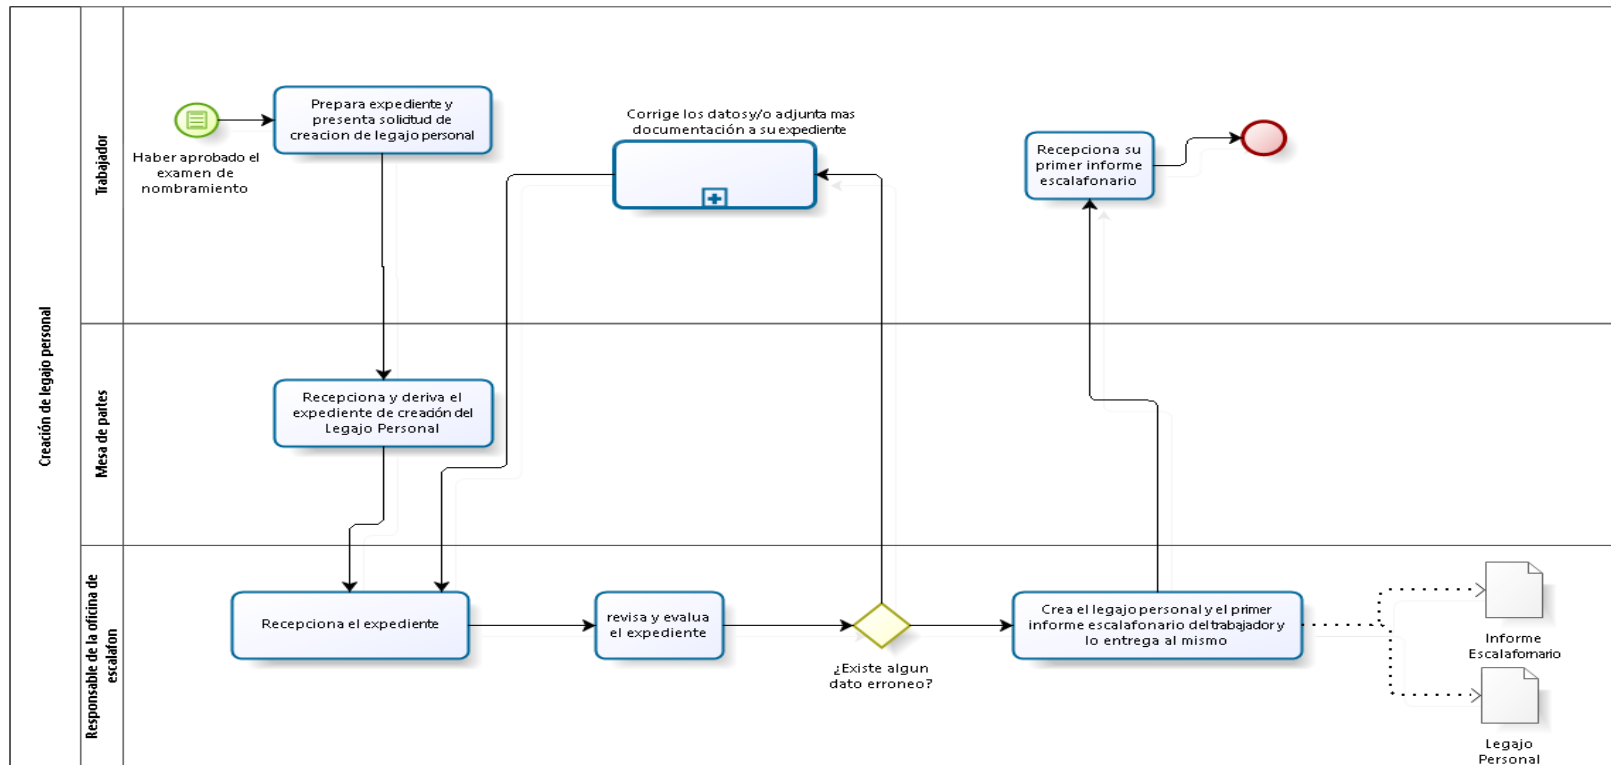 Creación de legajo personal
Trabajador
Haber aprobado el
examen de
nombramiento
Prepara expediente y
presenta solicitud de
creacion de legajo personal
Corrige los datos y/o adjunta mas
documentación a su expediente
Recepciona su
primer informe
escalafonario
Mesa de partes
Recepciona y deriva el
expediente de creación del
Legajo Personal
Responsable de la oficina de
escalafon
Recepciona el expediente
revisa y evalua
el expediente
¿Existe algun
dato erroneo?
Crea el legajo personal y el primer
informe escalafonario del trabajador y
lo entrega al mismo
Informe
Escalafornario
Legajo
Personal